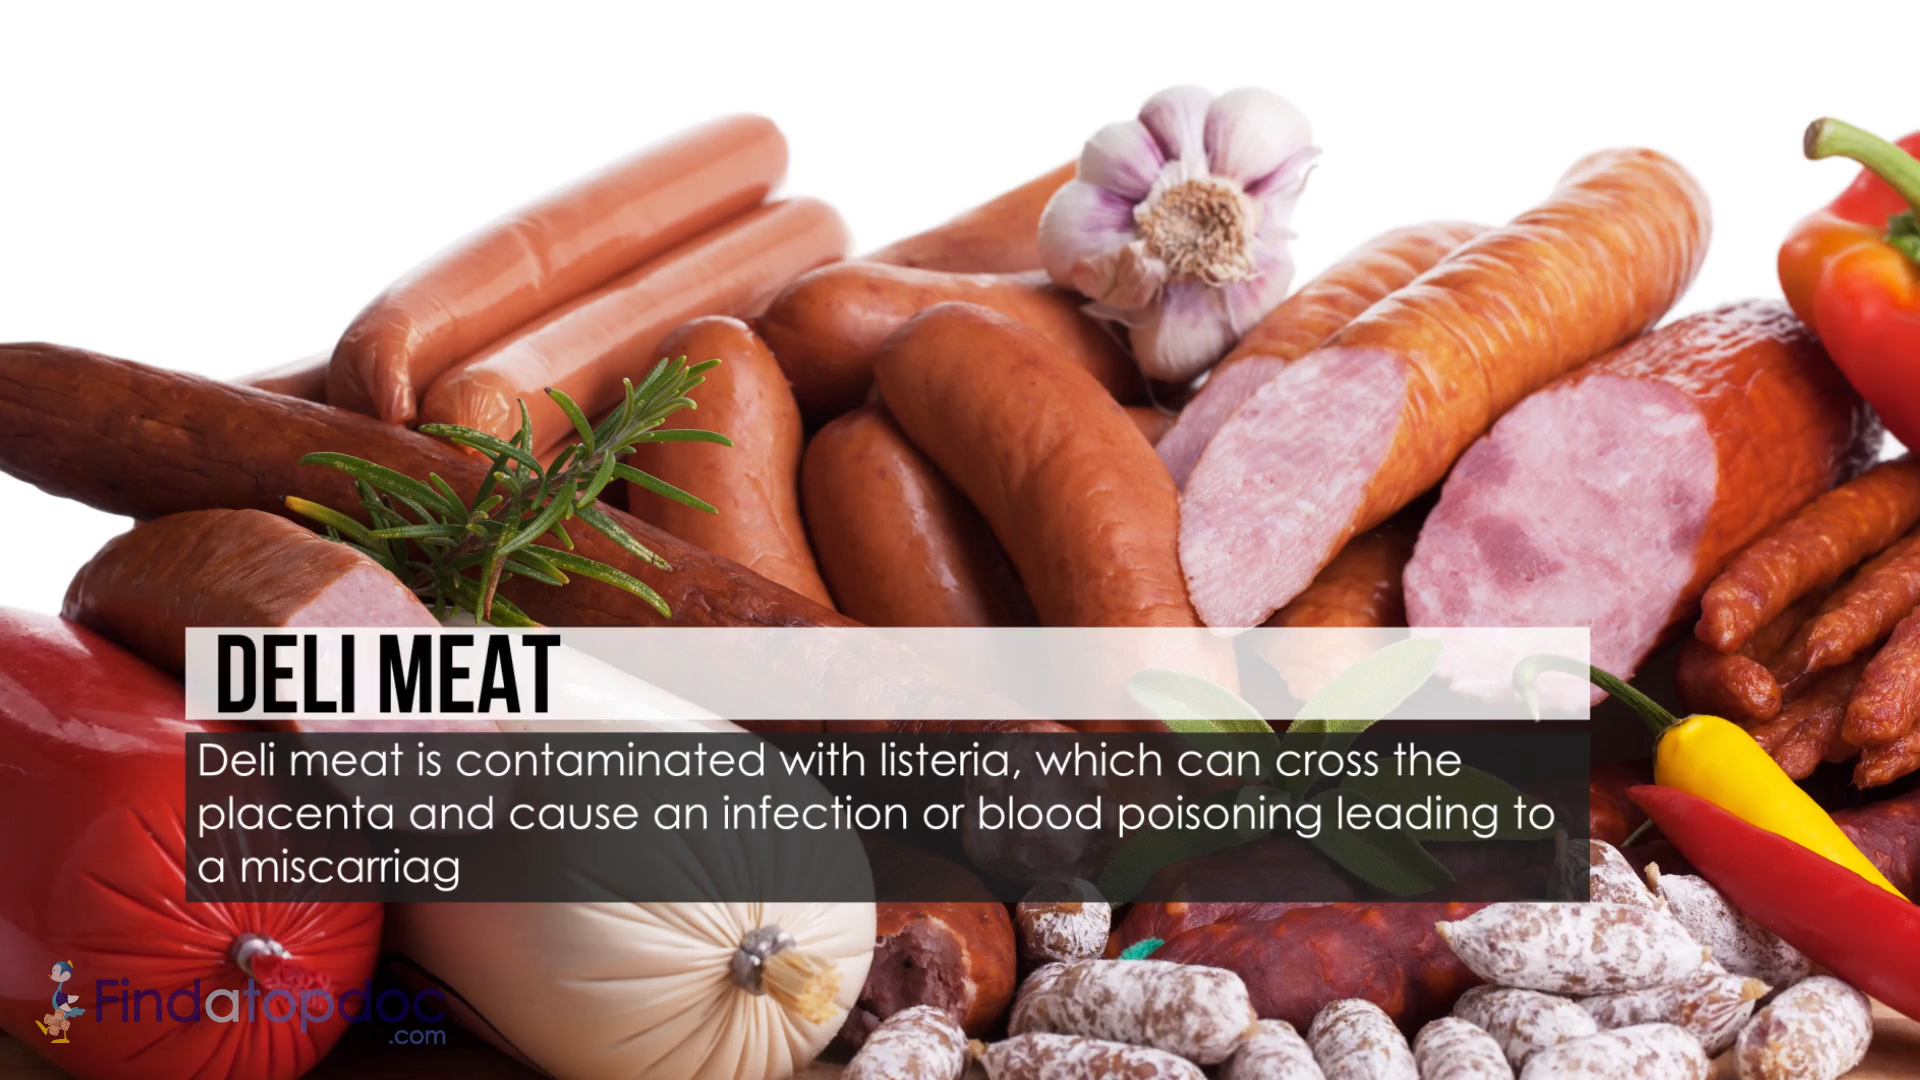 DELI MEAT
Deli meat is contaminated with listeria, which can cross the
placenta and cause an infection or blood poisoning leading to
a miscarriag
Findatopdoc
.com